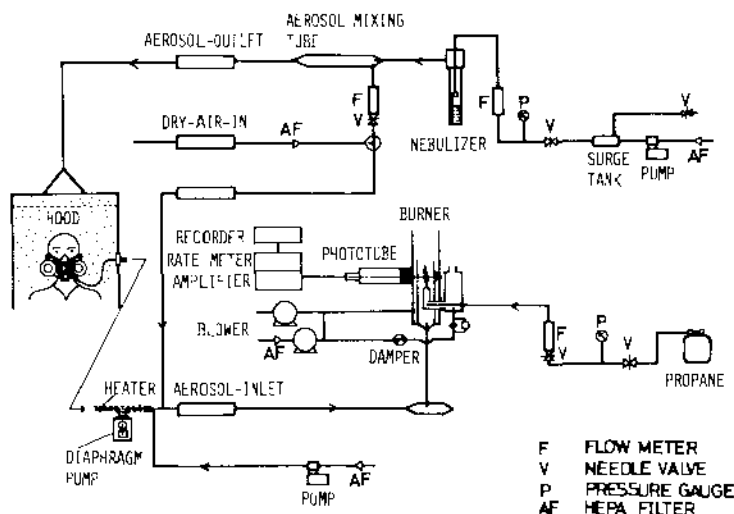 AEROSOL MIXING
TUBE
AEROSOL-OUTLET
F
V
DRY-AIR-IN
AF
NEBULIZER
F
P
V
V
SURGE
TANK
PUMP
AF
HOOD
RECORDER
RATE METER
AMPLIFIER
PHOTOTUBE
BURNER
BLOWER
AF
DAMPER
F
V
P
V
PROPANE
HEATER
AEROSOL-INLET
DIAPHRAGM
PUMP
PUMP
AF
F FLOW METER
V NEEDLE VALVE
P PRESSURE GAUGE
AF HEPA FILTER